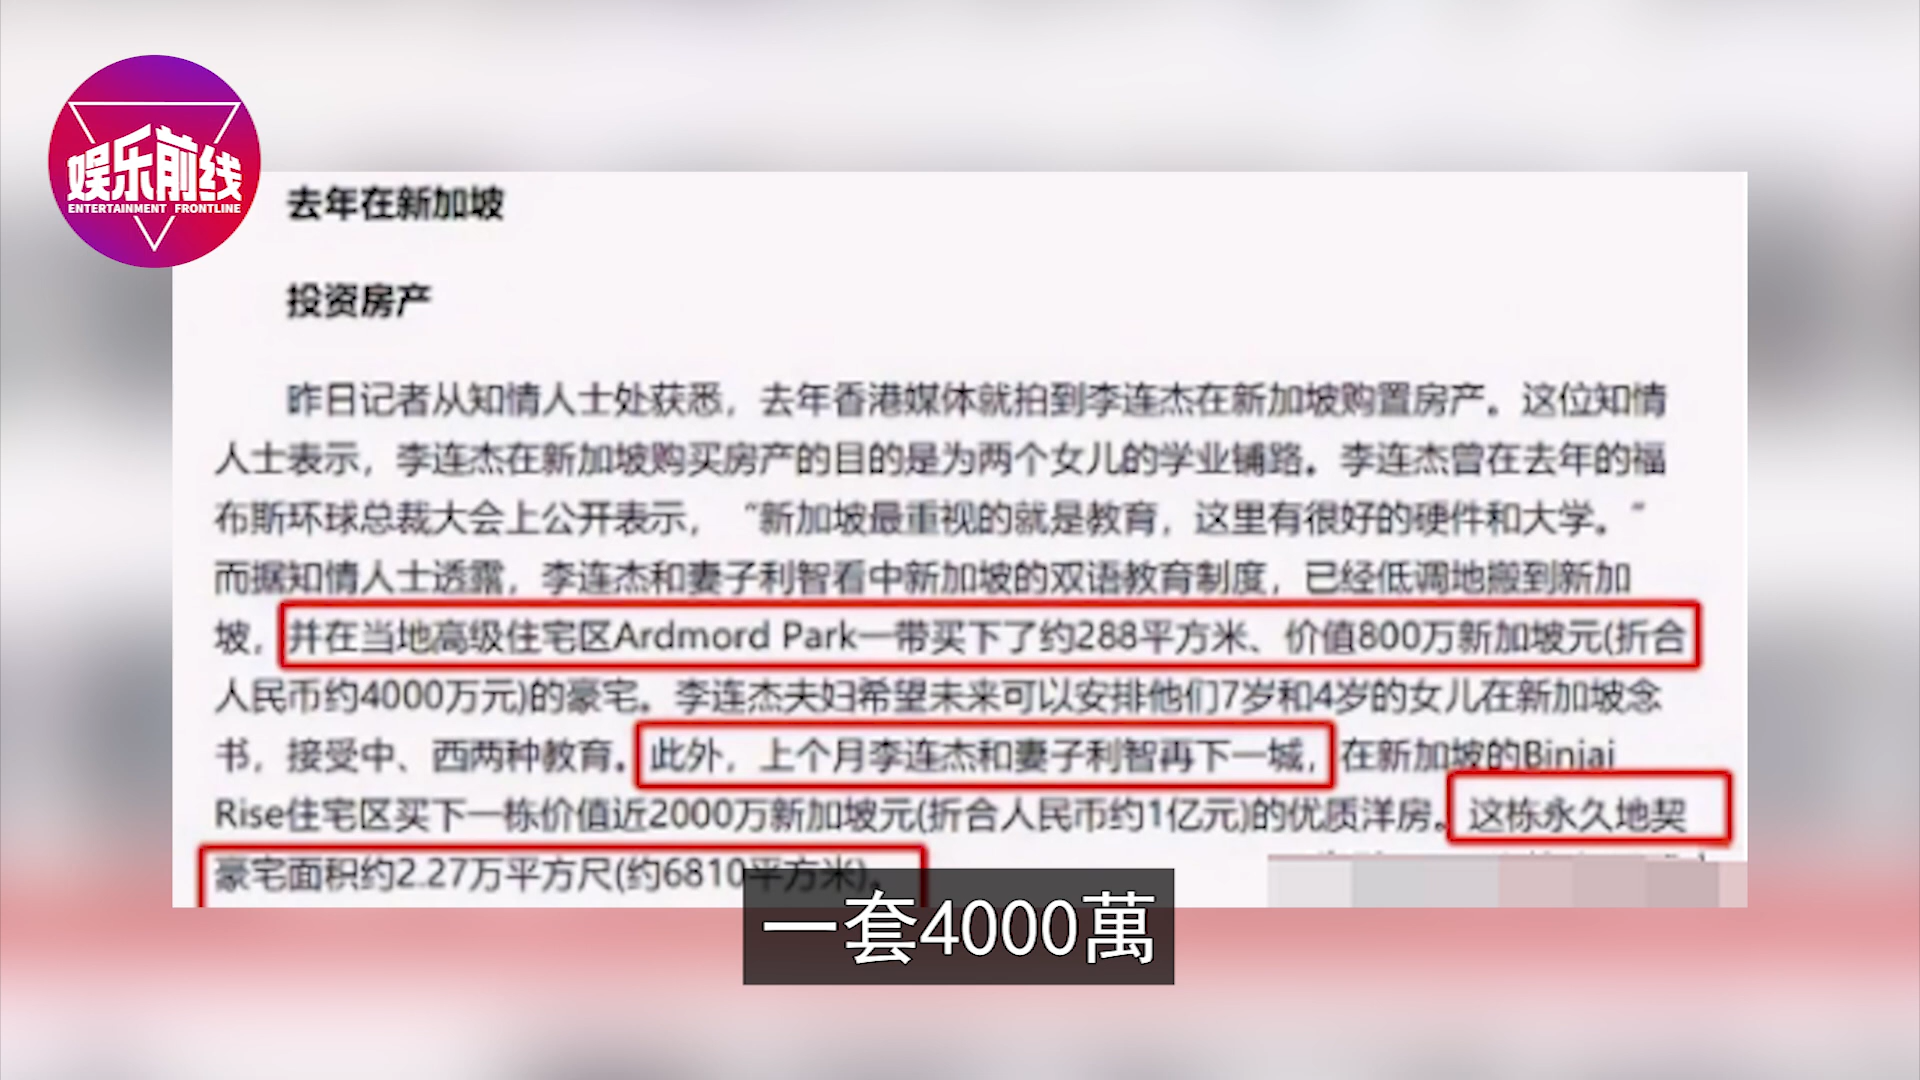 娱乐前线
ENTERTAINMENT FRONTLINE
去年在新加坡
投资房产
昨日记者从知情人士处获悉，去年香港媒体就拍到李连杰在新加坡购置房产。这位知情
人士表示，李连杰在新加坡购买房产的目的是为两个女儿的学业铺路。李连杰曾在去年的福
布斯环球总裁大会上公开表示，“新加坡最重视的就是教育，这里有很好的硬件和大学。”
而据知情人士透露，李连杰和妻子利智看中新加坡的双语教育制度，已经低调地搬到新加
坡，并在当地高级住宅区Ardmord Park一带买下了约288平方米、价值800万新加坡元(折合
人民币约4000万元)的豪宅。李连杰夫妇希望未来可以安排他们7岁和4岁的女儿在新加坡念
书，接受中、西两种教育。此外，上个月李连杰和妻子利智再下一城，在新加坡的Binjai
Rise住宅区买下一栋价值近2000万新加坡元(折合人民币约1亿元)的优质洋房。这栋永久地契
豪宅面积约2.27万平方尺(约6810平方米)。
一套4000萬